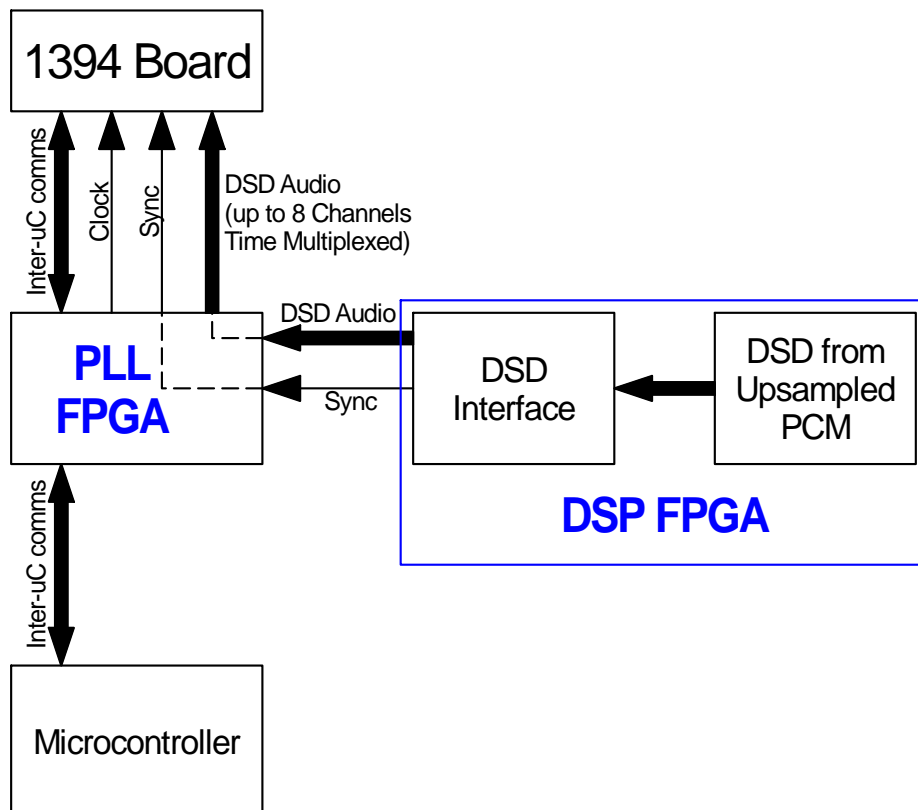 1394 Board
Inter-uC comms
Clock
Sync
DSD Audio
(up to 8 Channels
Time Multiplexed)
PLL
FPGA
DSD Audio
Sync
DSD
Interface
DSD from
Upsampled
PCM
DSP FPGA
Inter-uC comms
Microcontroller